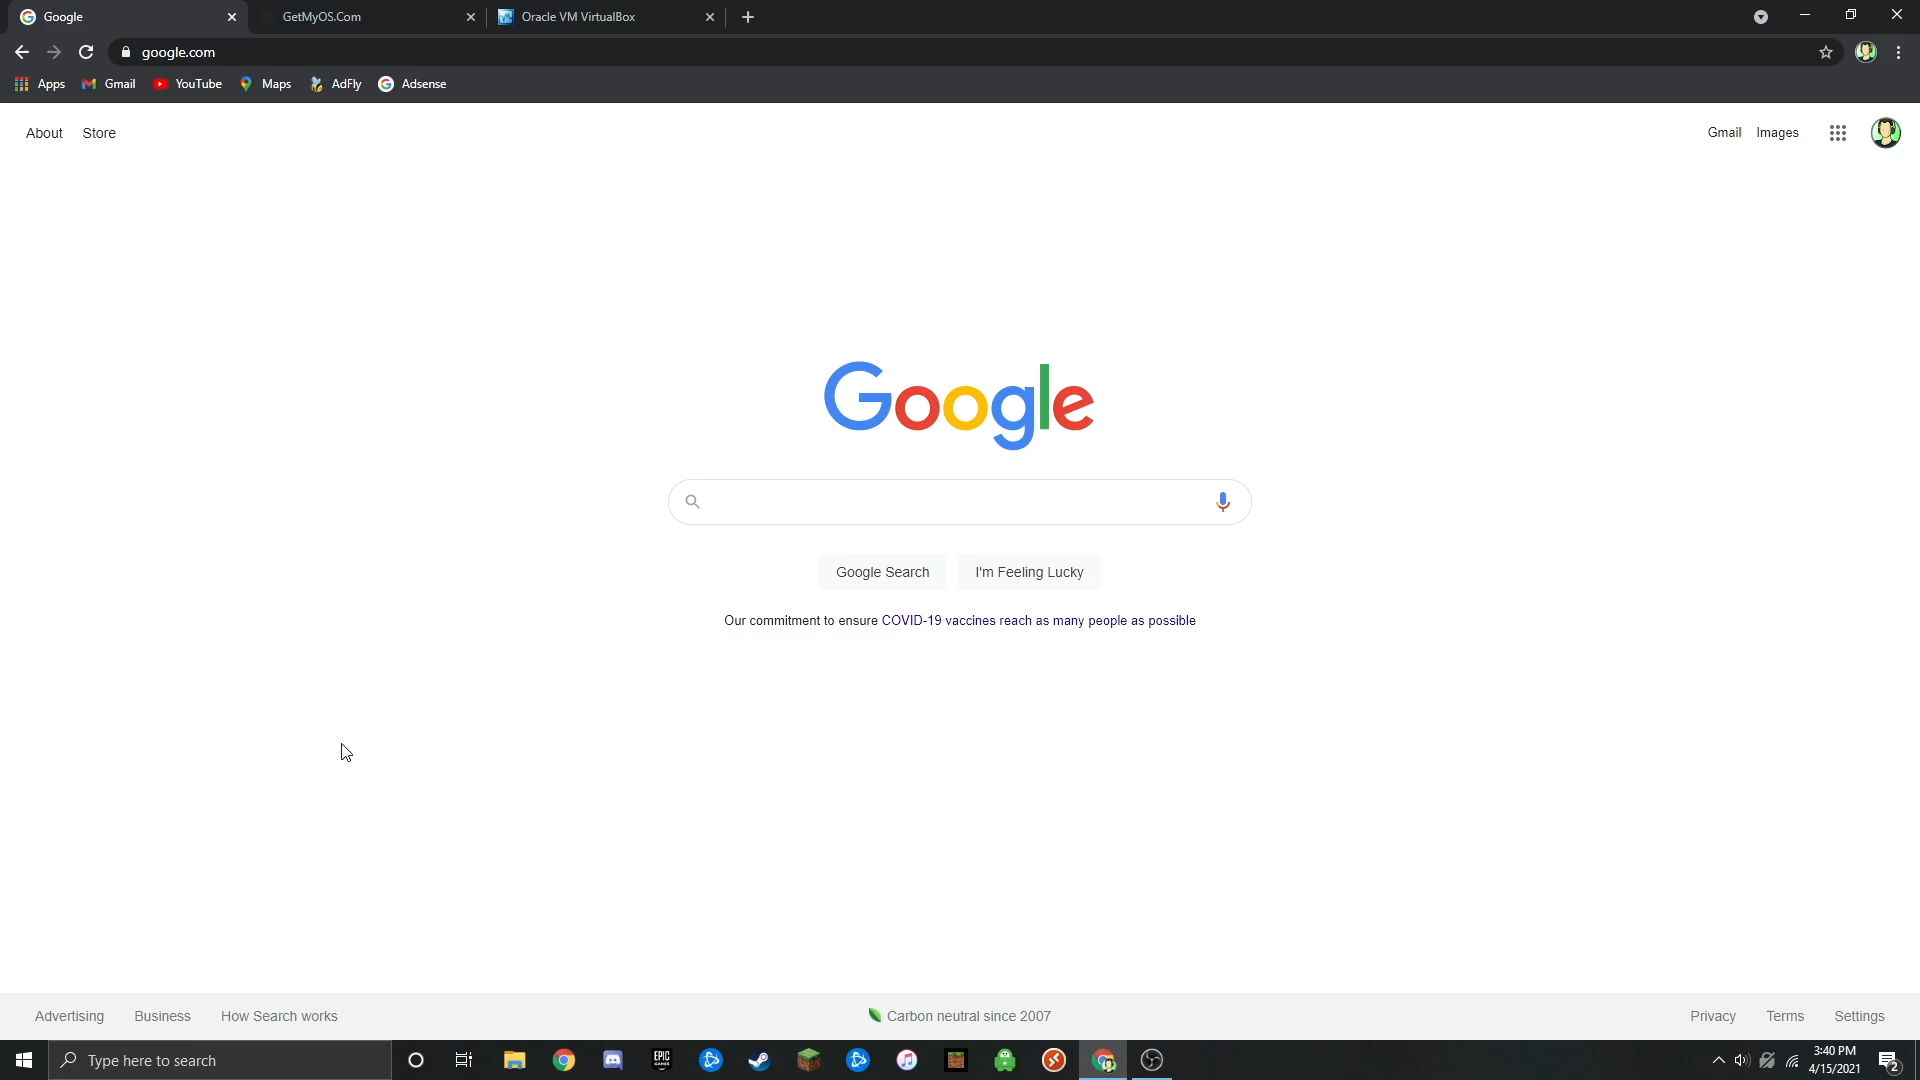 Google
GetMyOS.Com
Oracle VM VirtualBox
google.com
Apps
Gmail
YouTube
Maps
AdFly
Adsense
About
Store
Gmail
Images
Google
Google Search
I'm Feeling Lucky
Our commitment to ensure COVID-19 vaccines reach as many people as possible
Advertising
Business
How Search works
Carbon neutral since 2007
Privacy
Terms
Settings
Type here to search
EPIC
GAMES
3:40 PM
4/15/2021
2